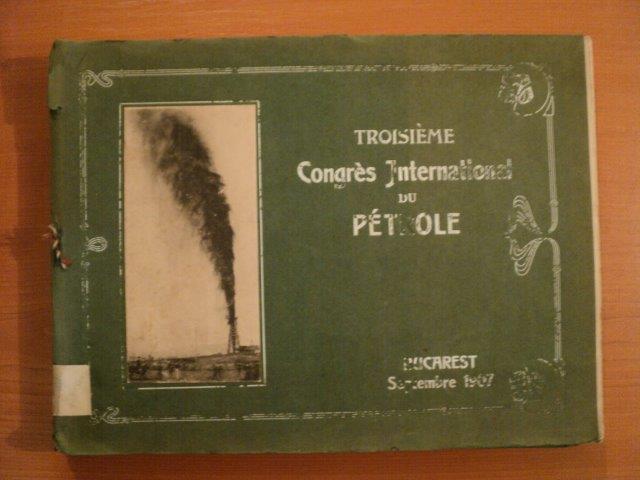 TROISIÈME
Congrès International
DU
PÉTROLE
BUCAREST
Septembre 1907